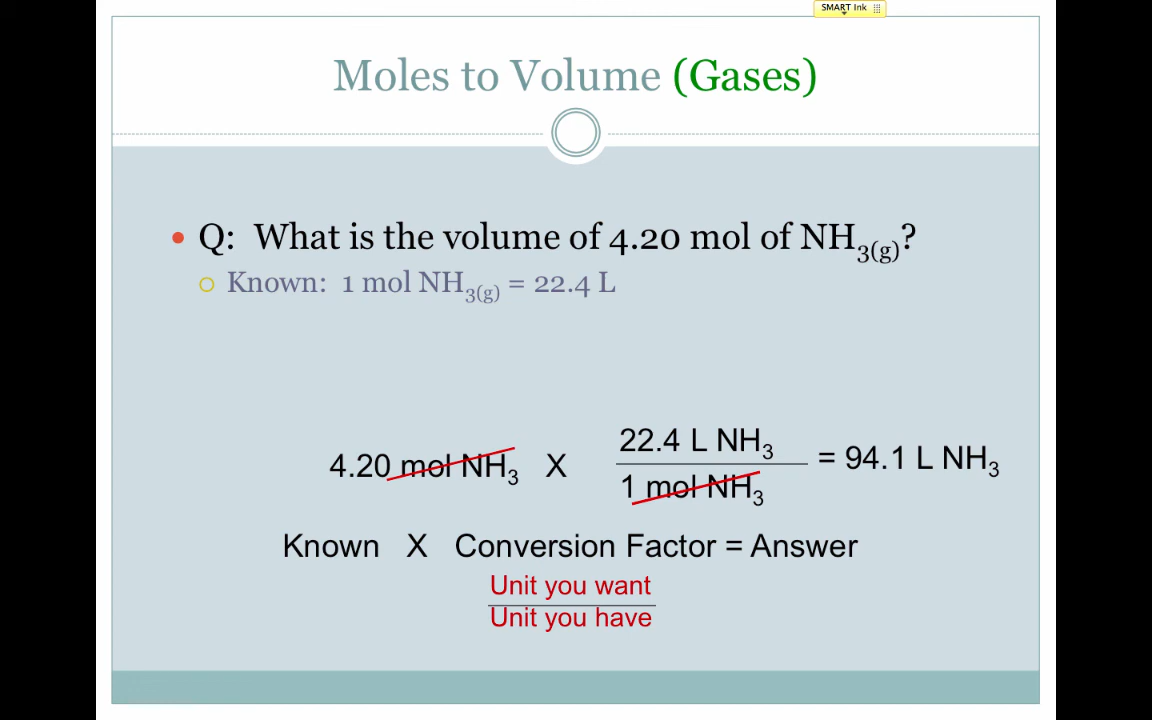 SMART Ink
Moles to Volume (Gases)
• Q: What is the volume of 4.20 mol of NH3(g)?
○ Known: 1 mol NH3(g) = 22.4 L
22.4 L NH3
4.20 mol NH3 X = 94.1 L NH3
1 mol NH3
Known X Conversion Factor = Answer
Unit you want
Unit you have